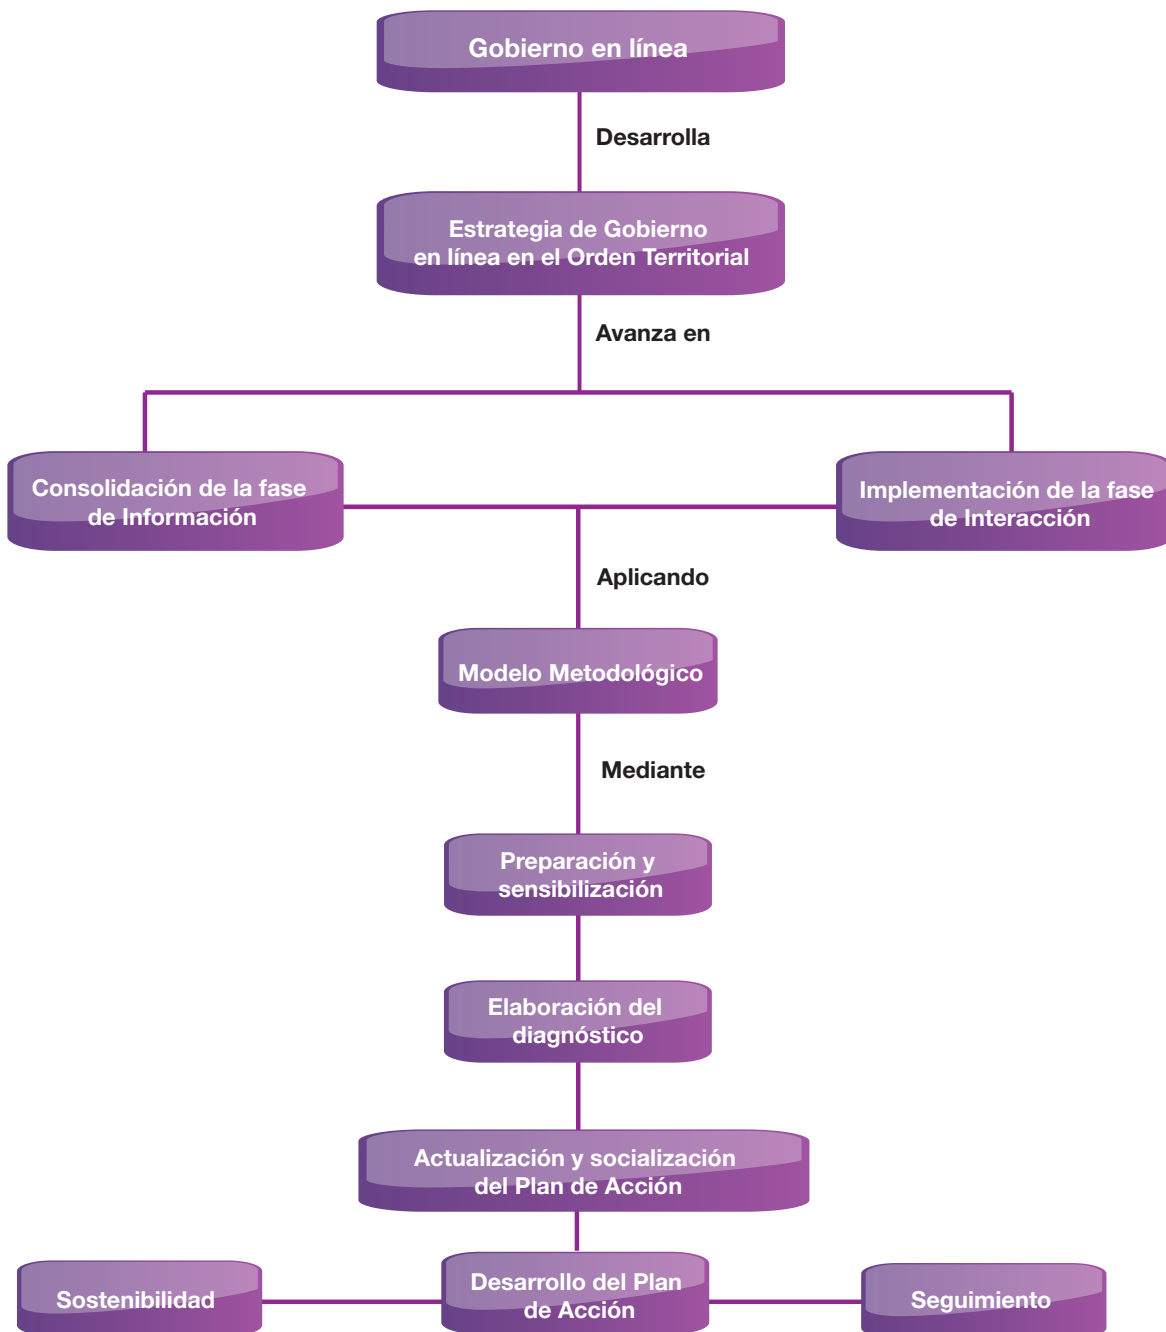 Gobierno en línea
Desarrolla
Estrategia de Gobierno
en línea en el Orden Territorial
Avanza en
Consolidación de la fase
de Información
Implementación de la fase
de Interacción
Aplicando
Modelo Metodológico
Mediante
Preparación y
sensibilización
Elaboración del
diagnóstico
Actualización y socialización
del Plan de Acción
Sostenibilidad
Desarrollo del Plan
de Acción
Seguimiento